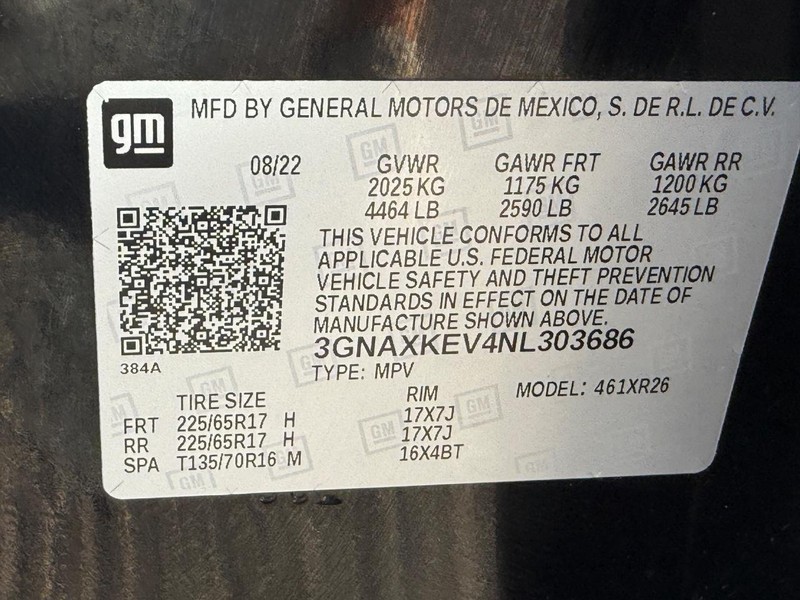 gm MFD BY GENERAL MOTORS DE MEXICO, S. DE R.L. DE C.V.
08/22 GVWR GAWR FRT GAWR RR
2025 KG 1175 KG 1200 KG
4464 LB 2590 LB 2645 LB
THIS VEHICLE CONFORMS TO ALL
APPLICABLE U.S. FEDERAL MOTOR
VEHICLE SAFETY AND THEFT PREVENTION
STANDARDS IN EFFECT ON THE DATE OF
MANUFACTURE SHOWN ABOVE.
3GNAXKEV4NL303686
384A
TYPE: MPV MODEL: 461XR26
TIRE SIZE RIM
FRT 225/65R17 H 17X7J
RR 225/65R17 H 17X7J
SPA T135/70R16 M 16X4BT